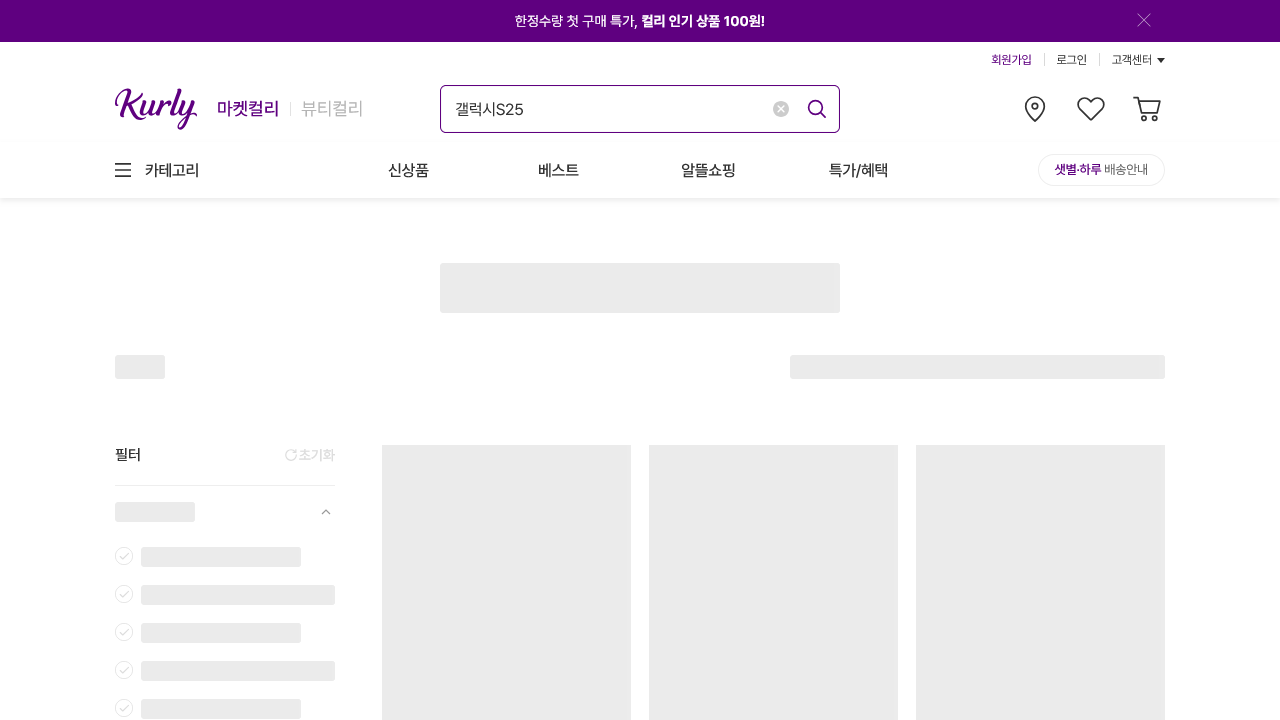 한정수량 첫 구매 특가, 컬리 인기 상품 100원!
회원가입
로그인
고객센터
Kurly
마켓컬리
뷰티컬리
갤럭시S25
카테고리
신상품
베스트
알뜰쇼핑
특가/혜택
샛별·하루 배송안내
필터
초기화